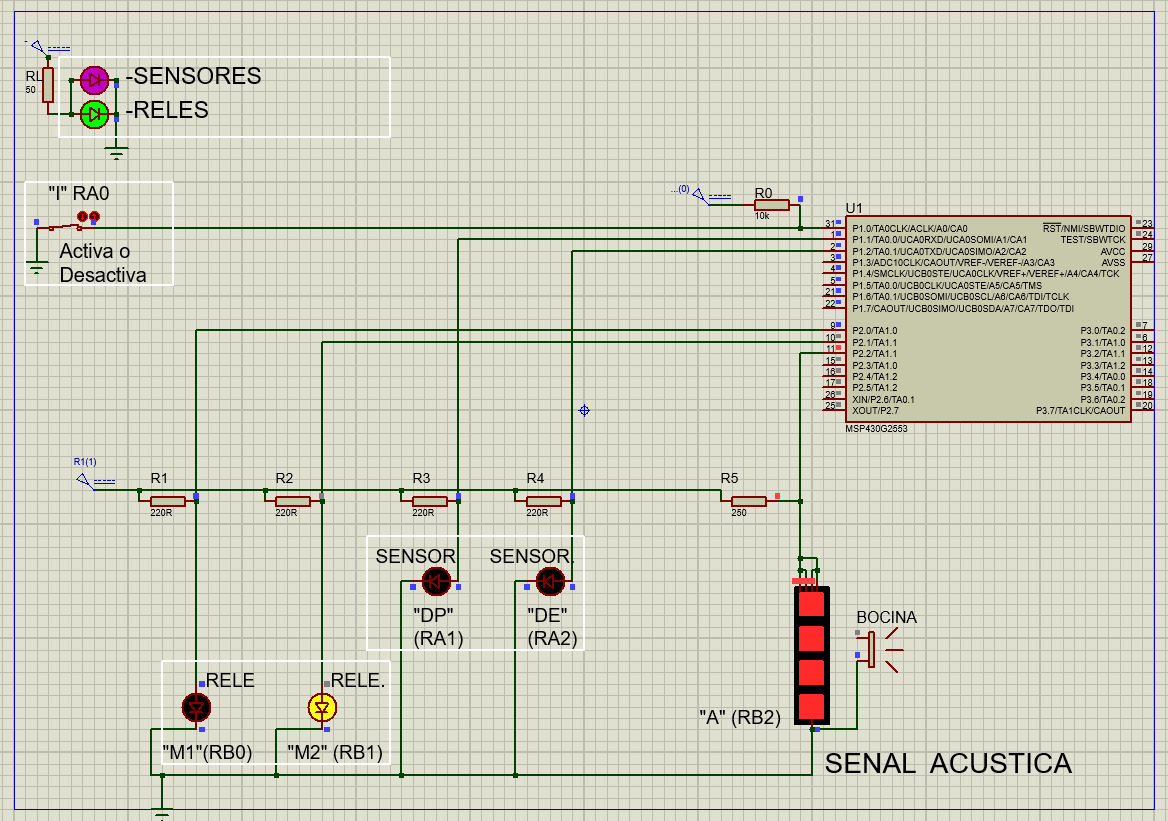 RL
50
-SENSORES
-RELES
"I" RA0
Activa o
Desactiva
...(0)
R0
10k
U1
31 P1.0/TA0CLK/ACLK/A0/CA0
1 P1.1/TA0.0/UCA0RXD/UCA0SOMI/A1/CA1
2 P1.2/TA0.1/UCA0TXD/UCA0SIMO/A2/CA2
3 P1.3/ADC10CLK/CAOUT/VREF-/VEREF-/A3/CA3
4 P1.4/SMCLK/UCB0STE/UCA0CLK/VREF+/VEREF+/A4/CA4/TCK
5 P1.5/TA0.0/UCB0CLK/UCA0STE/A5/CA5/TMS
21 P1.6/TA0.1/UCB0SOMI/UCB0SCL/A6/CA6/TDI/TCLK
22 P1.7/CAOUT/UCB0SIMO/UCB0SDA/A7/CA7/TDO/TDI
RST/NMI/SBWTDIO 23
TEST/SBWTCK 24
AVCC 29
AVSS 27
9 P2.0/TA1.0
10 P2.1/TA1.1
11 P2.2/TA1.1
15 P2.3/TA1.0
16 P2.4/TA1.2
17 P2.5/TA1.2
26 XIN/P2.6/TA0.1
25 XOUT/P2.7
P3.0/TA0.2 7
P3.1/TA1.0 6
P3.2/TA1.1 12
P3.3/TA1.2 13
P3.4/TA0.0 14
P3.5/TA0.1 18
P3.6/TA0.2 19
P3.7/TA1CLK/CAOUT 20
MSP430G2553
R1(1)
R1
220R
R2
220R
R3
220R
R4
220R
R5
250
SENSOR
"DP"
(RA1)
SENSOR.
"DE"
(RA2)
BOCINA
RELE
"M1"(RB0)
RELE.
"M2" (RB1)
"A" (RB2)
SENAL ACUSTICA